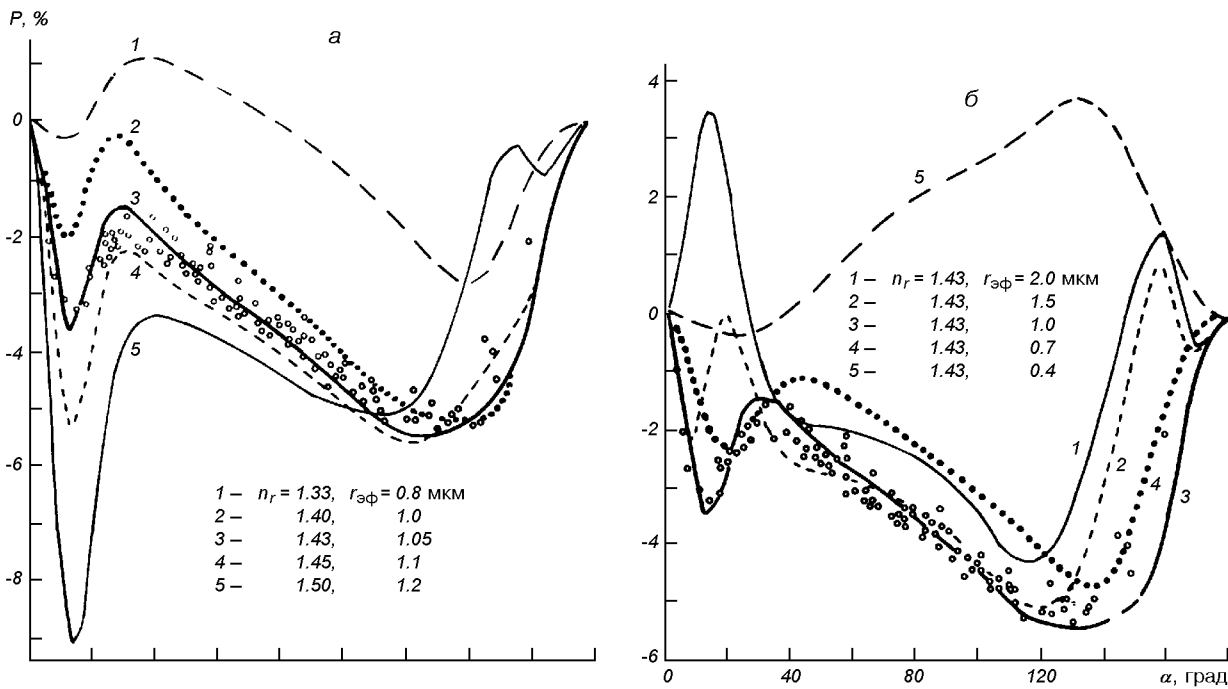 P, %
а
1
0
2
3
-2
4
5
-4
-6
-8
1 – nr = 1.33, rэф = 0.8 мкм
2 – 1.40, 1.0
3 – 1.43, 1.05
4 – 1.45, 1.1
5 – 1.50, 1.2
4
б
5
2
1 – nr = 1.43, rэф = 2.0 мкм
2 – 1.43, 1.5
3 – 1.43, 1.0
4 – 1.43, 0.7
5 – 1.43, 0.4
0
-2
1
2
4
3
-4
-6
0 40 80 120 α, град